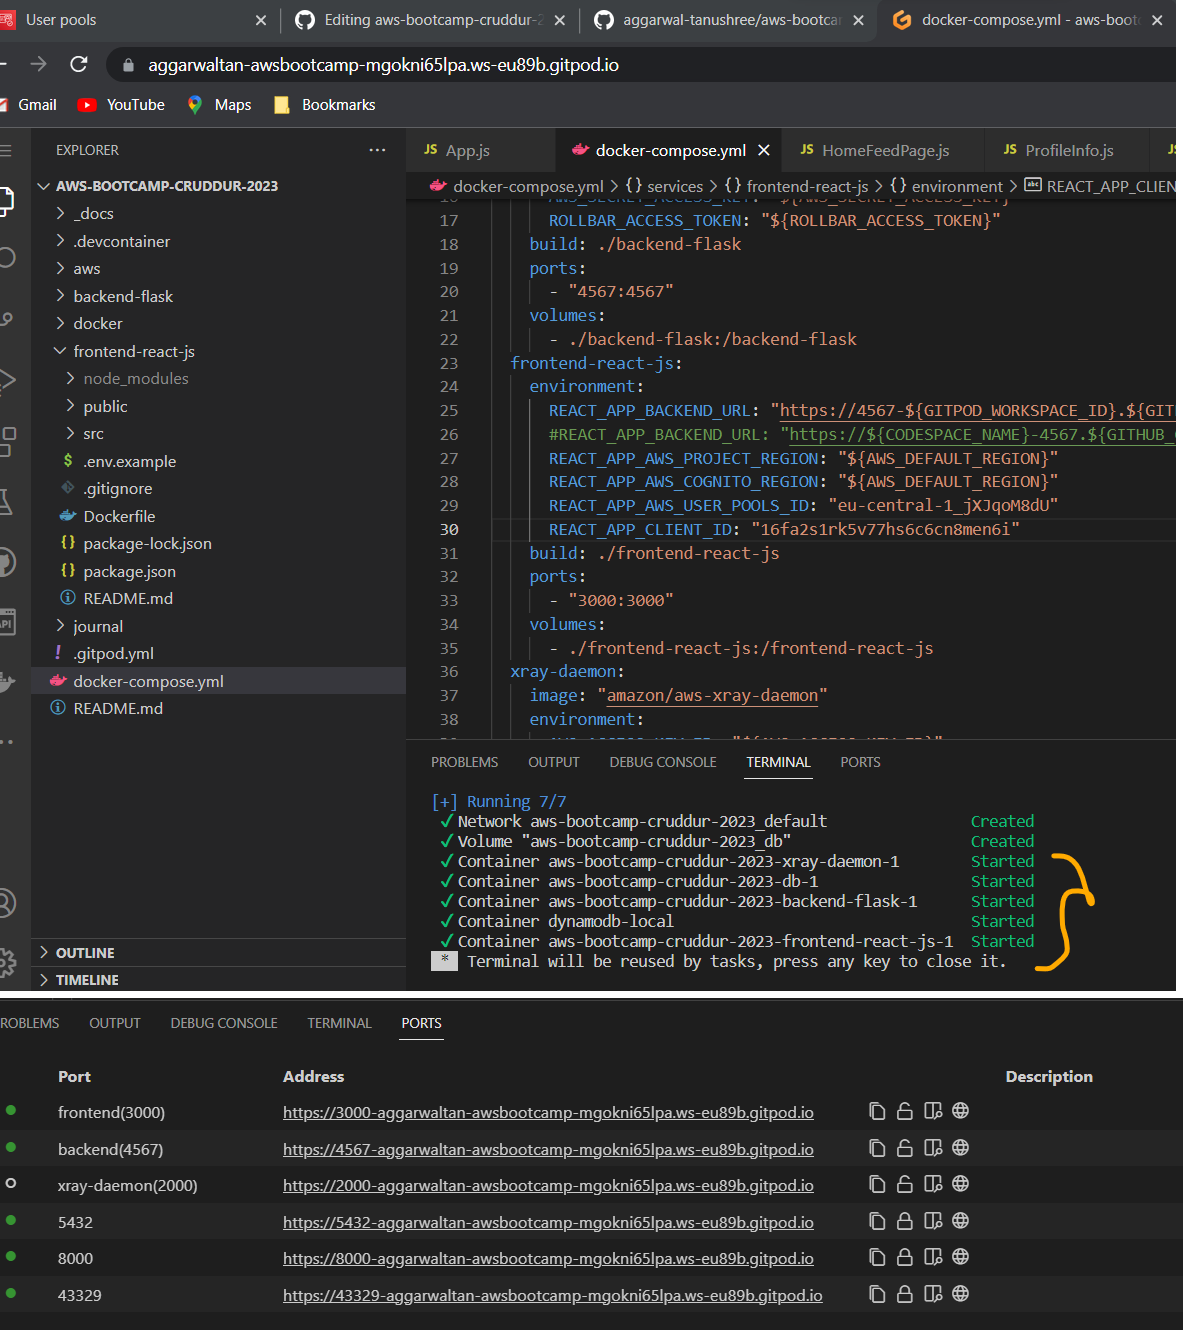 User pools
Editing aws-bootcamp-cruddur-2
aggarwal-tanushree/aws-bootcar
docker-compose.yml - aws-boot
aggarwaltan-awsbootcamp-mgokni65lpa.ws-eu89b.gitpod.io
Gmail YouTube Maps Bookmarks
EXPLORER ···
AWS-BOOTCAMP-CRUDDUR-2023
_docs
.devcontainer
aws
backend-flask
docker
frontend-react-js
node_modules
public
src
.env.example
.gitignore
Dockerfile
package-lock.json
package.json
README.md
journal
.gitpod.yml
docker-compose.yml
README.md
OUTLINE
TIMELINE
JS App.js docker-compose.yml JS HomeFeedPage.js JS ProfileInfo.js
docker-compose.yml > {} services > {} frontend-react-js > {} environment > abc REACT_APP_CLIEN
16 AWS_SECRET_ACCESS_KEY: "${AWS_SECRET_ACCESS_KEY}"
17 ROLLBAR_ACCESS_TOKEN: "${ROLLBAR_ACCESS_TOKEN}"
18 build: ./backend-flask
19 ports:
20 - "4567:4567"
21 volumes:
22 - ./backend-flask:/backend-flask
23 frontend-react-js:
24 environment:
25 REACT_APP_BACKEND_URL: "https://4567-${GITPOD_WORKSPACE_ID}.${GIT
26 #REACT_APP_BACKEND_URL: "https://${CODESPACE_NAME}-4567.${GITHUB_
27 REACT_APP_AWS_PROJECT_REGION: "${AWS_DEFAULT_REGION}"
28 REACT_APP_AWS_COGNITO_REGION: "${AWS_DEFAULT_REGION}"
29 REACT_APP_AWS_USER_POOLS_ID: "eu-central-1_jXJqoM8dU"
30 REACT_APP_CLIENT_ID: "16fa2s1rk5v77hs6c6cn8men6i"
31 build: ./frontend-react-js
32 ports:
33 - "3000:3000"
34 volumes:
35 - ./frontend-react-js:/frontend-react-js
36 xray-daemon:
37 image: "amazon/aws-xray-daemon"
38 environment:
PROBLEMS OUTPUT DEBUG CONSOLE TERMINAL PORTS
[+] Running 7/7
✓ Network aws-bootcamp-cruddur-2023_default Created
✓ Volume "aws-bootcamp-cruddur-2023_db" Created
✓ Container aws-bootcamp-cruddur-2023-xray-daemon-1 Started
✓ Container aws-bootcamp-cruddur-2023-db-1 Started
✓ Container aws-bootcamp-cruddur-2023-backend-flask-1 Started
✓ Container dynamodb-local Started
✓ Container aws-bootcamp-cruddur-2023-frontend-react-js-1 Started
* Terminal will be reused by tasks, press any key to close it.
ROBLEMS OUTPUT DEBUG CONSOLE TERMINAL PORTS
Port Address Description
frontend(3000) https://3000-aggarwaltan-awsbootcamp-mgokni65lpa.ws-eu89b.gitpod.io
backend(4567) https://4567-aggarwaltan-awsbootcamp-mgokni65lpa.ws-eu89b.gitpod.io
xray-daemon(2000) https://2000-aggarwaltan-awsbootcamp-mgokni65lpa.ws-eu89b.gitpod.io
5432 https://5432-aggarwaltan-awsbootcamp-mgokni65lpa.ws-eu89b.gitpod.io
8000 https://8000-aggarwaltan-awsbootcamp-mgokni65lpa.ws-eu89b.gitpod.io
43329 https://43329-aggarwaltan-awsbootcamp-mgokni65lpa.ws-eu89b.gitpod.io